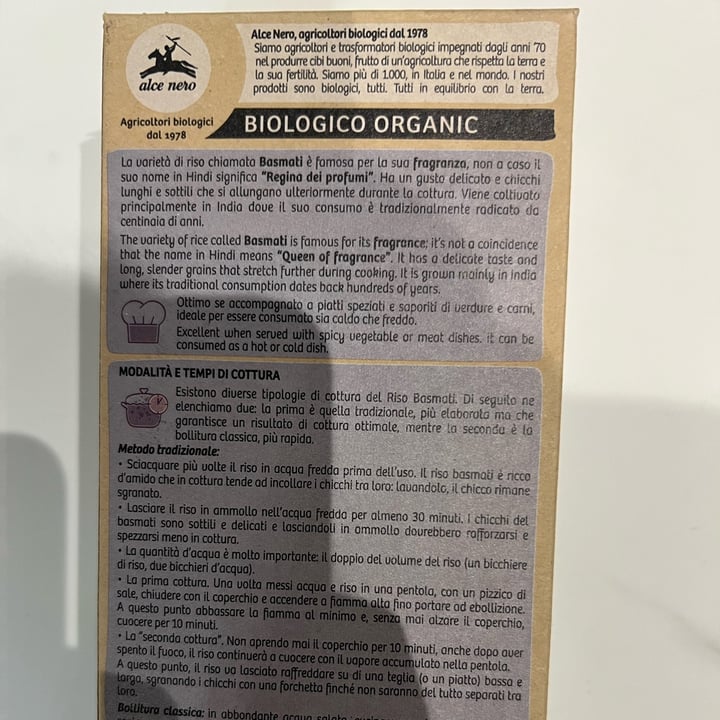 alce nero
Agricoltori biologici
dal 1978
Alce Nero, agricoltori biologici dal 1978
Siamo agricoltori e trasformatori biologici impegnati dagli anni '70
nel produrre cibi buoni, frutto di un'agricoltura che rispetta la terra e
la sua fertilità. Siamo più di 1.000, in Italia e nel mondo. I nostri
prodotti sono biologici, tutti. Tutti in equilibrio con la terra.
BIOLOGICO ORGANIC
La varietà di riso chiamata Basmati è famosa per la sua fragranza, non a caso il
suo nome in Hindi significa "Regina dei profumi". Ha un gusto delicato e chicchi
lunghi e sottili che si allungano ulteriormente durante la cottura. Viene coltivato
principalmente in India dove il suo consumo è tradizionalmente radicato da
centinaia di anni.
The variety of rice called Basmati is famous for its fragrance; it's not a coincidence
that the name in Hindi means "Queen of fragrance". It has a delicate taste and
long, slender grains that stretch further during cooking. It is grown mainly in India
where its traditional consumption dates back hundreds of years.
Ottimo se accompagnato a piatti speziati e saporiti di verdure e carni,
ideale per essere consumato sia caldo che freddo.
Excellent when served with spicy vegetable or meat dishes. it can be
consumed as a hot or cold dish.
MODALITÀ E TEMPI DI COTTURA
Esistono diverse tipologie di cottura del Riso Basmati. Di seguito ne
elenchiamo due: la prima è quella tradizionale, più elaborata ma che
garantisce un risultato di cottura ottimale, mentre la seconda è la
bollitura classica, più rapida.
Metodo tradizionale:
• Sciacquare più volte il riso in acqua fredda prima dell'uso. Il riso basmati è ricco
d'amido che in cottura tende ad incollare i chicchi tra loro: lavandolo, il chicco rimane
sgranato.
• Lasciare il riso in ammollo nell'acqua fredda per almeno 30 minuti. I chicchi del
basmati sono sottili e delicati e lasciandoli in ammollo dovrebbero rafforzarsi e
spezzarsi meno in cottura.
• La quantità d'acqua è molto importante: il doppio del volume del riso (un bicchiere
di riso, due bicchieri d'acqua).
• La prima cottura. Una volta messi acqua e riso in una pentola, con un pizzico di
sale, chiudere con il coperchio e accendere a fiamma alta fino portare ad ebollizione.
A questo punto abbassare la fiamma al minimo e, senza mai alzare il coperchio,
cuocere per 10 minuti.
• La "seconda cottura". Non aprendo mai il coperchio per 10 minuti, anche dopo aver
spento il fuoco, il riso continuerà a cuocere con il vapore accumulato nella pentola.
A questo punto, il riso va lasciato raffreddare su di una teglia (o un piatto) bassa e
larga, sgranando i chicchi con una forchetta finché non saranno del tutto separati tra
loro.
Bollitura classica: in abbondante acqua salata